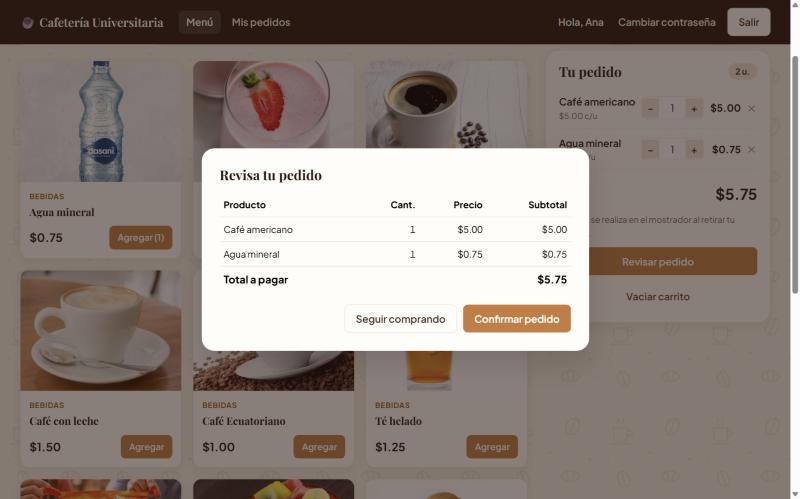 Cafetería Universitaria
Menú
Mis pedidos
Hola, Ana
Cambiar contraseña
Salir
dasani
BEBIDAS
Agua mineral
$0.75
Agregar (1)
Tu pedido
2 u.
Café americano
$5.00 c/u
− 1 + $5.00 ×
Agua mineral
− 1 + $0.75 ×
$5.75
se realiza en el mostrador al retirar tu
Revisar pedido
Vaciar carrito
Revisa tu pedido
Producto Cant. Precio Subtotal
Café americano 1 $5.00 $5.00
Agua mineral 1 $0.75 $0.75
Total a pagar $5.75
Seguir comprando
Confirmar pedido
BEBIDAS
Café con leche
$1.50
Agregar
BEBIDAS
Café Ecuatoriano
$1.00
Agregar
BEBIDAS
Té helado
$1.25
Agregar